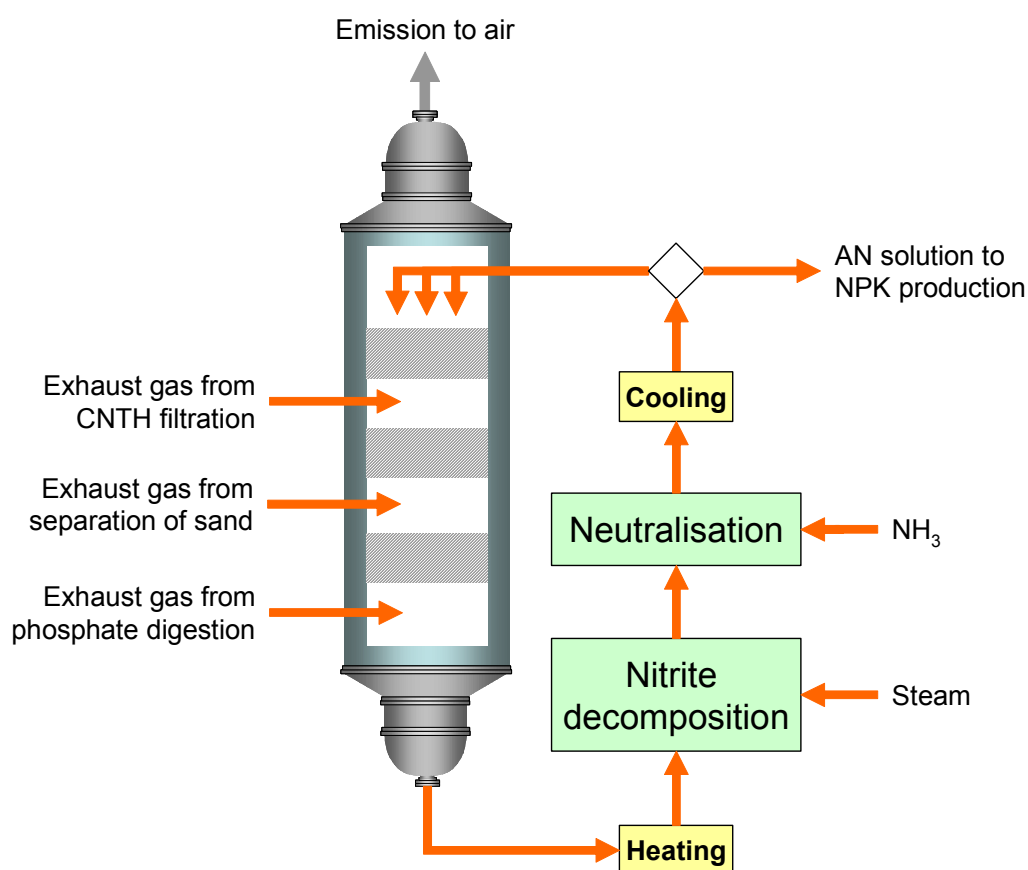 Emission to air
AN solution to
NPK production
Exhaust gas from
CNTH filtration
Cooling
Exhaust gas from
separation of sand
Neutralisation
NH₃
Exhaust gas from
phosphate digestion
Nitrite
decomposition
Steam
Heating